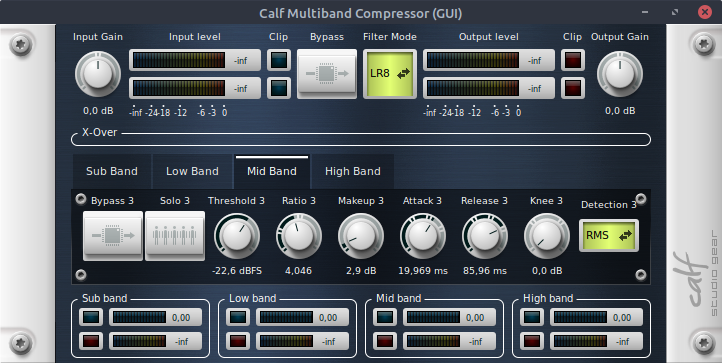 Calf Multiband Compressor (GUI)
Input Gain Input level Clip Bypass Filter Mode Output level Clip Output Gain
-inf -inf
LR8
-inf -inf
0,0 dB -inf -24 -18 -12 -6 -3 0 -inf -24 -18 -12 -6 -3 0 0,0 dB
X-Over
Sub Band Low Band Mid Band High Band
Bypass 3 Solo 3 Threshold 3 Ratio 3 Makeup 3 Attack 3 Release 3 Knee 3 Detection 3
RMS
-22,6 dBFS 4,046 2,9 dB 19,969 ms 85,96 ms 0,0 dB
calf
studio gear
Sub band Low band Mid band High band
0,00 0,00 0,00 0,00
-inf -inf -inf -inf